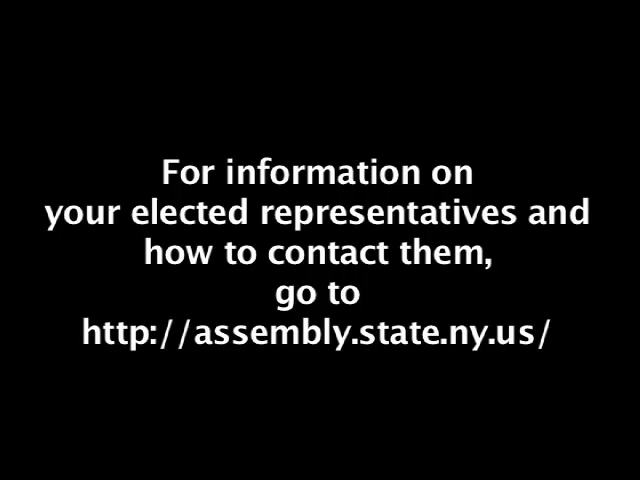 For information on
your elected representatives and
how to contact them,
go to
http://assembly.state.ny.us/